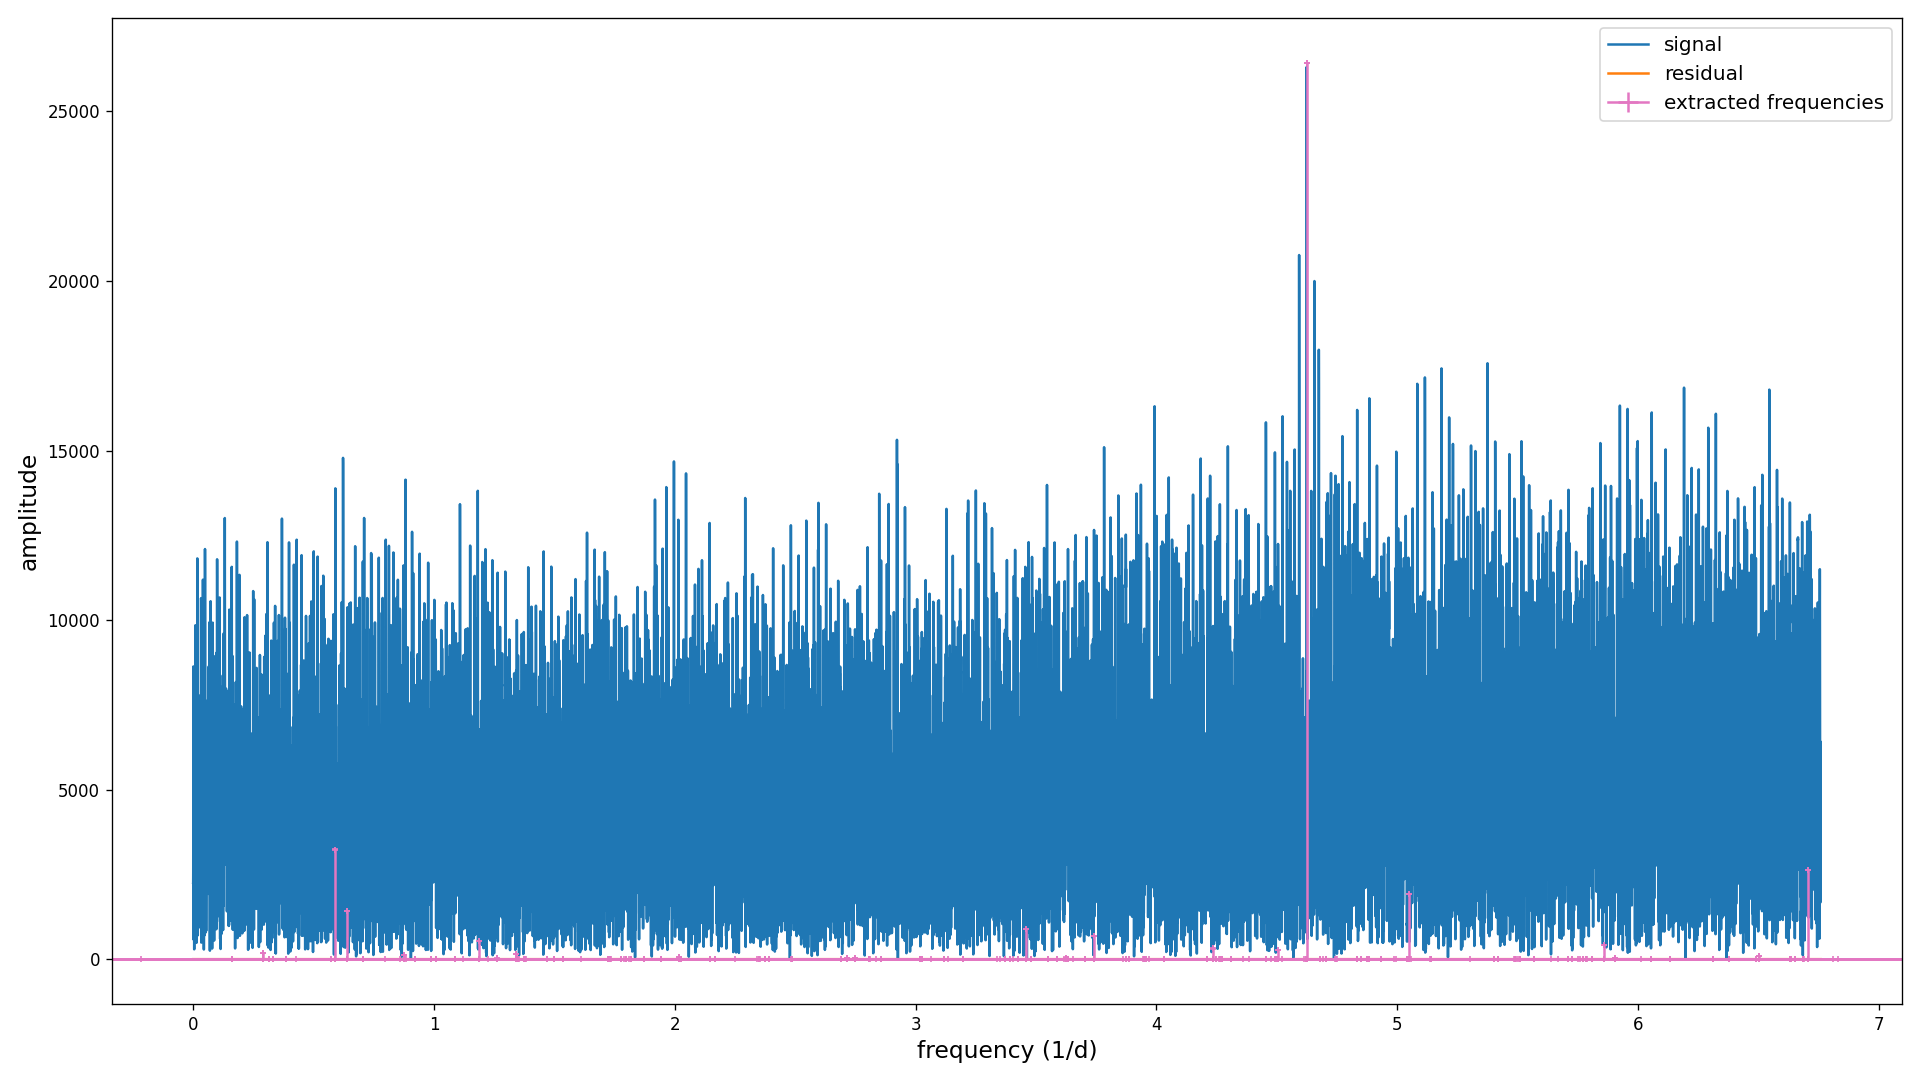 signal
residual
extracted frequencies
25000
20000
15000
10000
5000
0
amplitude
0 1 2 3 4 5 6 7
frequency (1/d)